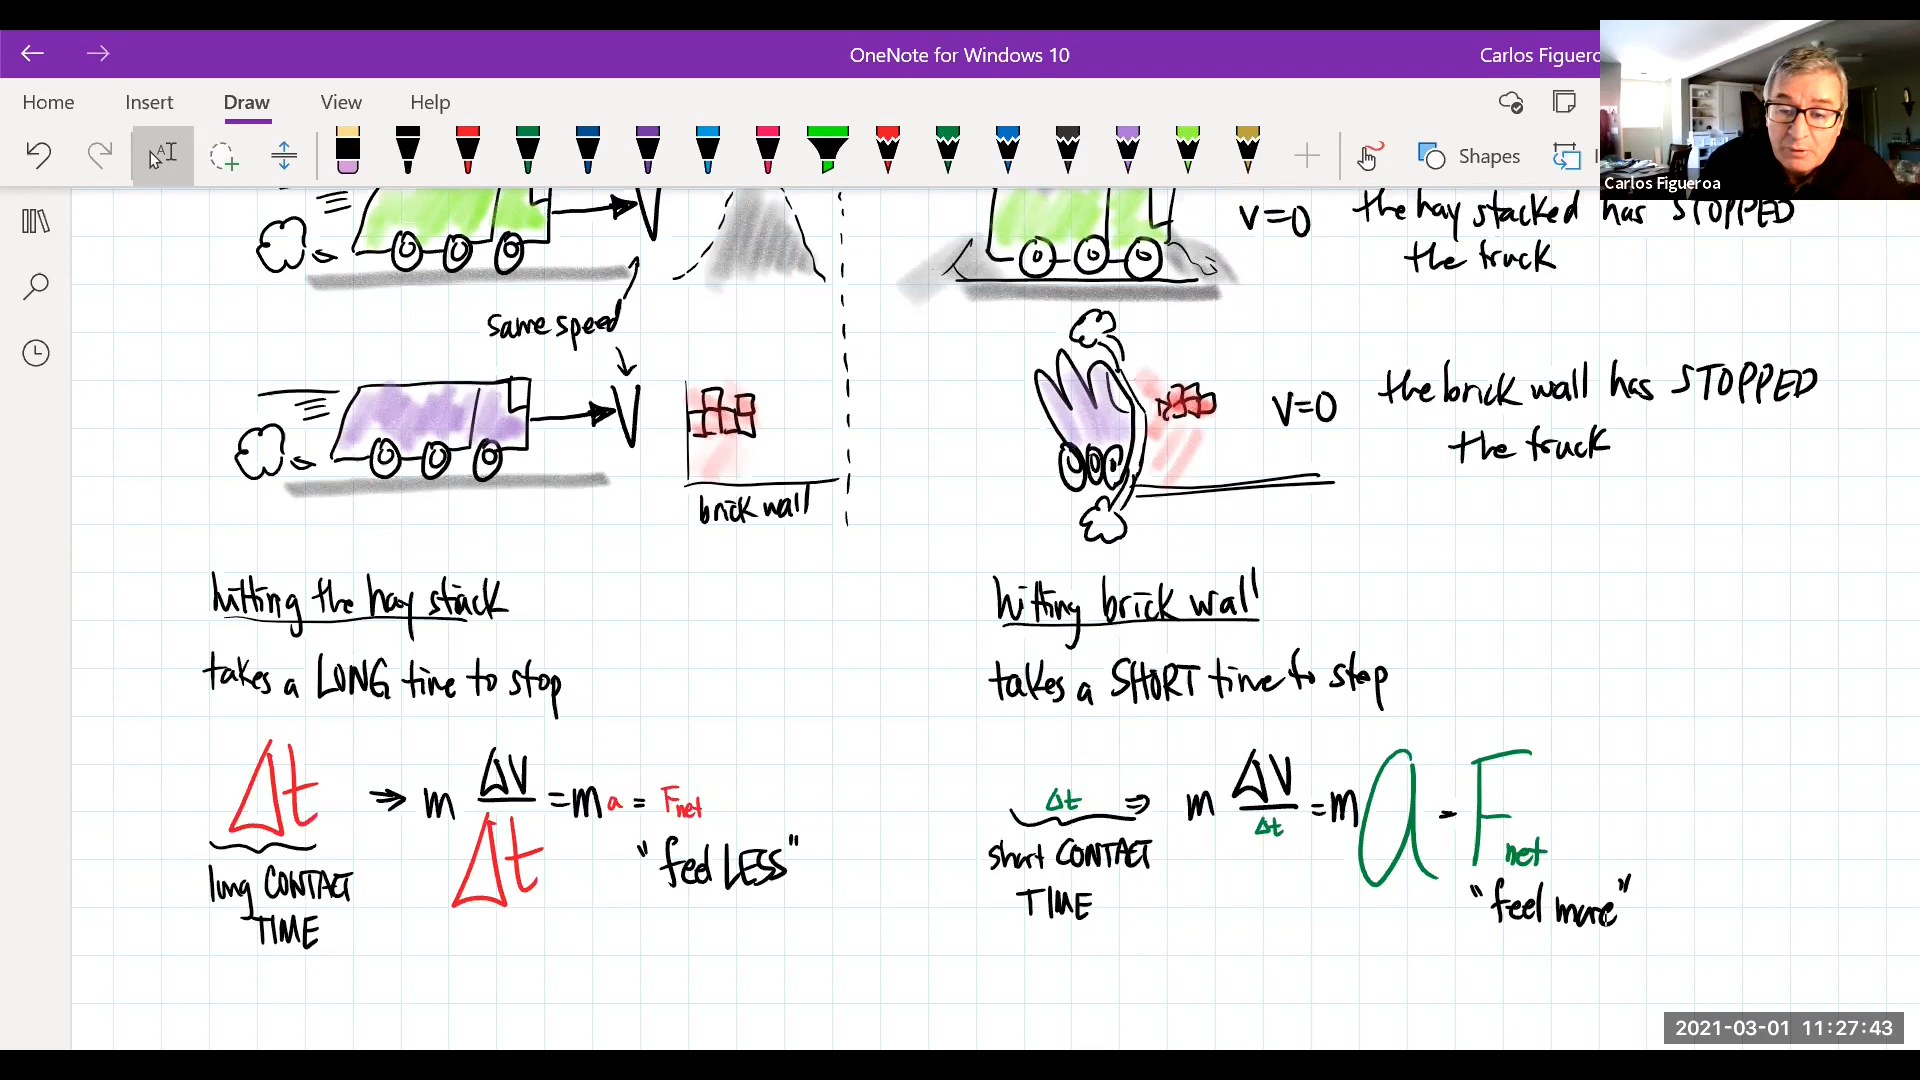 OneNote for Windows 10
Carlos Figueroa
Home Insert Draw View Help
Shapes
Carlos Figueroa
V
V=0
the hay stacked has STOPPED
the truck
same speed
V
brick wall
V=0
the brick wall has STOPPED
the truck
hitting the hay stack
takes a LONG time to stop
Δt ⇒ m ΔV/Δt = ma = Fnet
long CONTACT
TIME
"feel LESS"
hitting brick wall
takes a SHORT time to stop
Δt ⇒ m ΔV/Δt = ma = Fnet
short CONTACT
TIME
"feel more"
2021-03-01 11:27:43